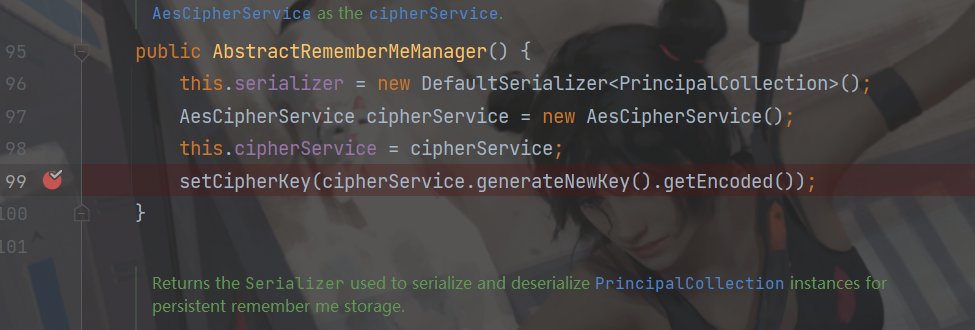 AesCipherService as the cipherService.
95 public AbstractRememberMeManager() {
96 this.serializer = new DefaultSerializer<PrincipalCollection>();
97 AesCipherService cipherService = new AesCipherService();
98 this.cipherService = cipherService;
99 setCipherKey(cipherService.generateNewKey().getEncoded());
100 }
101
Returns the Serializer used to serialize and deserialize PrincipalCollection instances for
persistent remember me storage.